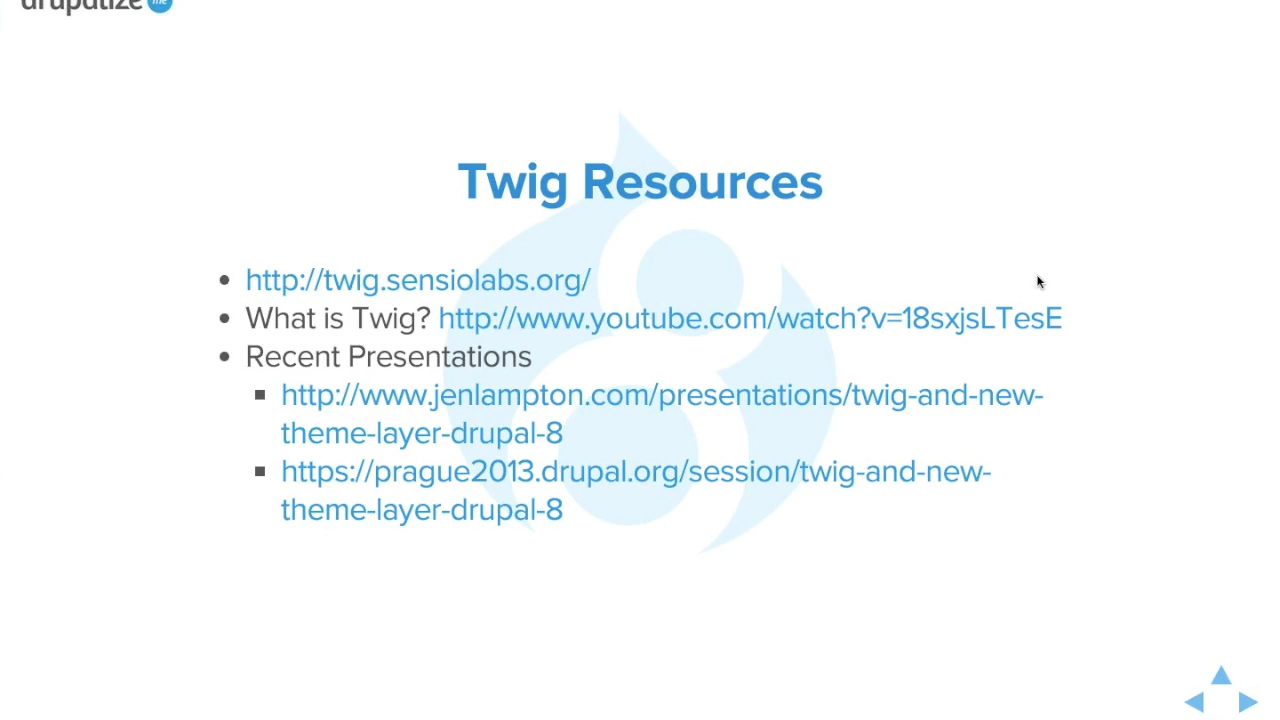 drupalize me
Twig Resources
http://twig.sensiolabs.org/
What is Twig? http://www.youtube.com/watch?v=18sxjsLTesE
Recent Presentations
http://www.jenlampton.com/presentations/twig-and-new-
theme-layer-drupal-8
https://prague2013.drupal.org/session/twig-and-new-
theme-layer-drupal-8